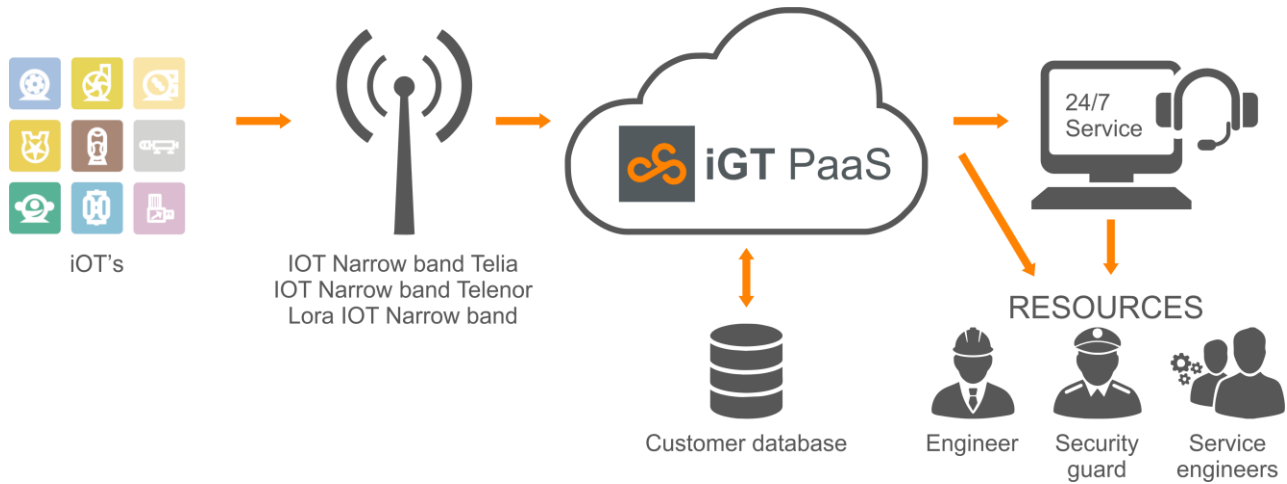 iOT's
IOT Narrow band Telia
IOT Narrow band Telenor
Lora IOT Narrow band
iGT PaaS
Customer database
24/7
Service
RESOURCES
Engineer
Security
guard
Service
engineers